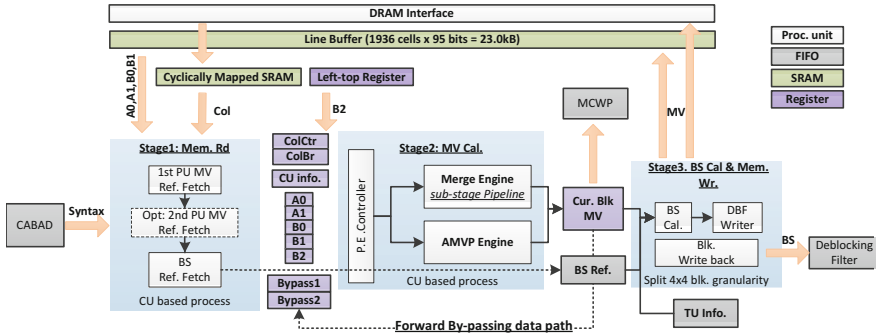 DRAM Interface
Line Buffer (1936 cells x 95 bits = 23.0kB)
Proc. unit
FIFO
SRAM
Register
A0,A1,B0,B1
Cyclically Mapped SRAM
Left-top Register
Col
B2
MCWP
MV
Stage1: Mem. Rd
1st PU MV
Ref. Fetch
Opt: 2nd PU MV
Ref. Fetch
BS
Ref. Fetch
CU based process
CABAD
Syntax
ColCtr
ColBr
CU info.
A0
A1
B0
B1
B2
Bypass1
Bypass2
Stage2: MV Cal.
P.E .Controller
Merge Engine
sub-stage Pipeline
AMVP Engine
CU based process
Cur. Blk
MV
BS Ref.
Stage3. BS Cal & Mem.
Wr.
BS
Cal.
DBF
Writer
Blk.
Write back
Split 4x4 blk. granularity
BS
Deblocking
Filter
TU Info.
Forward By-passing data path